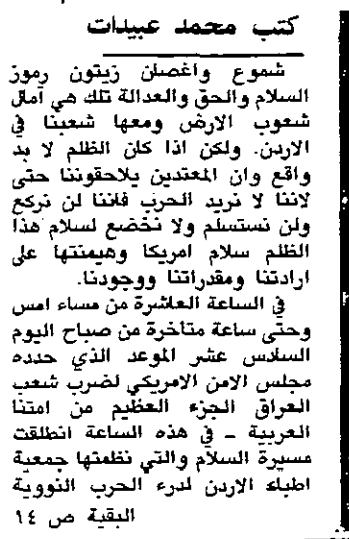 كتب محمد عبيدات
شموع واغصان زيتون رموز
السلام والحق والعدالة تلك هي آمال
شعوب الارض ومعها شعبنا في
الاردن. ولكن اذا كان الظلم لا بد
واقع وان المعتدين يلاحقوننا حتى
لاننا لا نريد الحرب فاننا لن نركع
ولن نستسلم ولا نخضع لسلام هذا
الظلم سلام امريكا وهيمنتها على
ارادتنا ومقدراتنا ووجودنا.
في الساعة العاشرة من مساء امس
وحتى ساعة متأخرة من صباح اليوم
السادس عشر الموعد الذي حدده
مجلس الامن الامريكي لضرب شعب
العراق الجزء العظيم من امتنا
العربية - في هذه الساعة انطلقت
مسيرة السلام والتي نظمتها جمعية
اطباء الاردن لدرء الحرب النووية
البقية ص ١٤